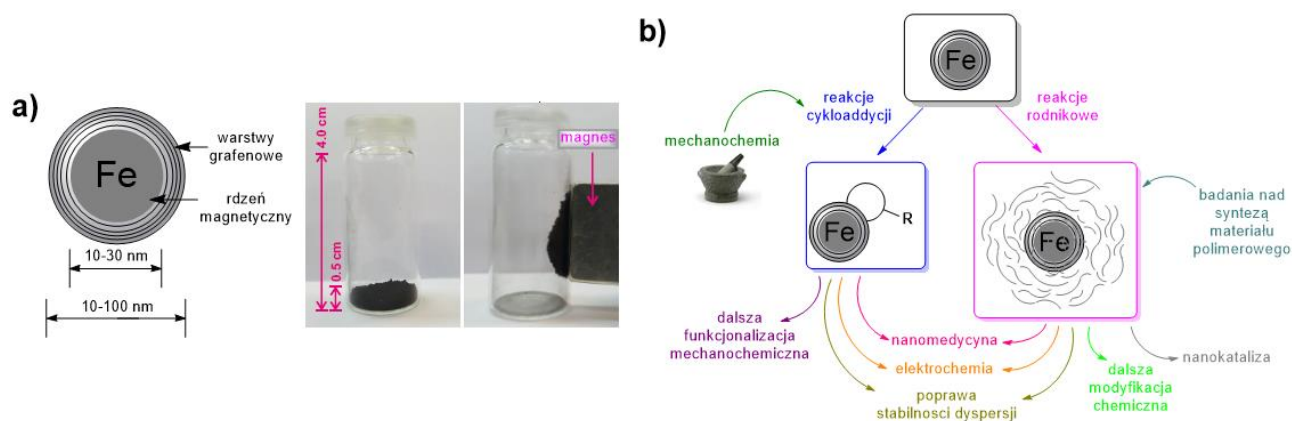 a)
Fe
warstwy
grafenowe
rdzeń
magnetyczny
10-30 nm
10-100 nm
4.0 cm
0.5 cm
magnes
b)
Fe
reakcje
cykloaddycji
reakcje
rodnikowe
mechanochemia
Fe
R
Fe
badania nad
syntezą
materiału
polimerowego
dalsza
funkcjonalizacja
mechanochemiczna
nanomedycyna
elektrochemia
poprawa
stabilnosci dyspersji
dalsza
modyfikacja
chemiczna
nanokataliza